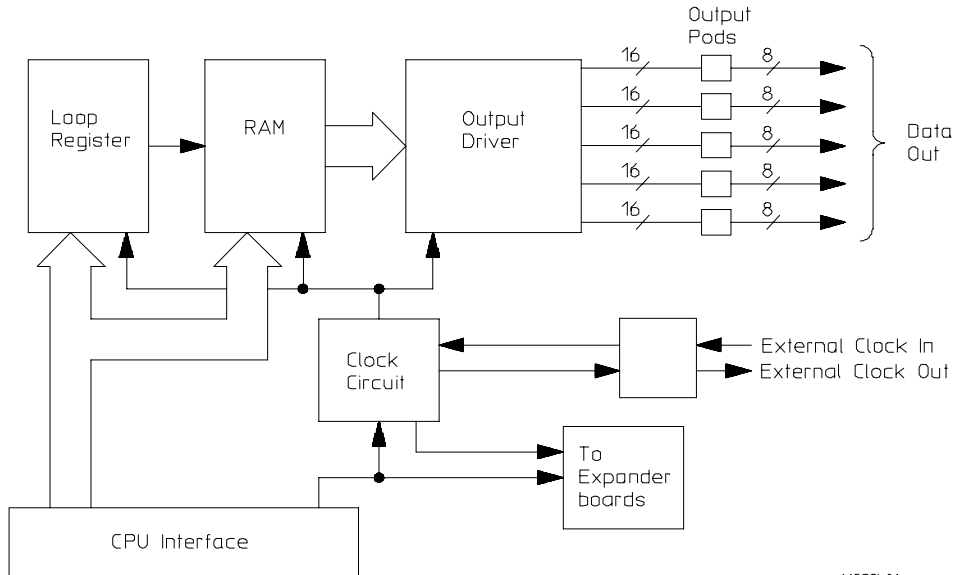 Output
Pods
16 8
16 8
16 8
16 8
16 8
Loop
Register
RAM
Output
Driver
Data
Out
Clock
Circuit
External Clock In
External Clock Out
To
Expander
boards
CPU Interface